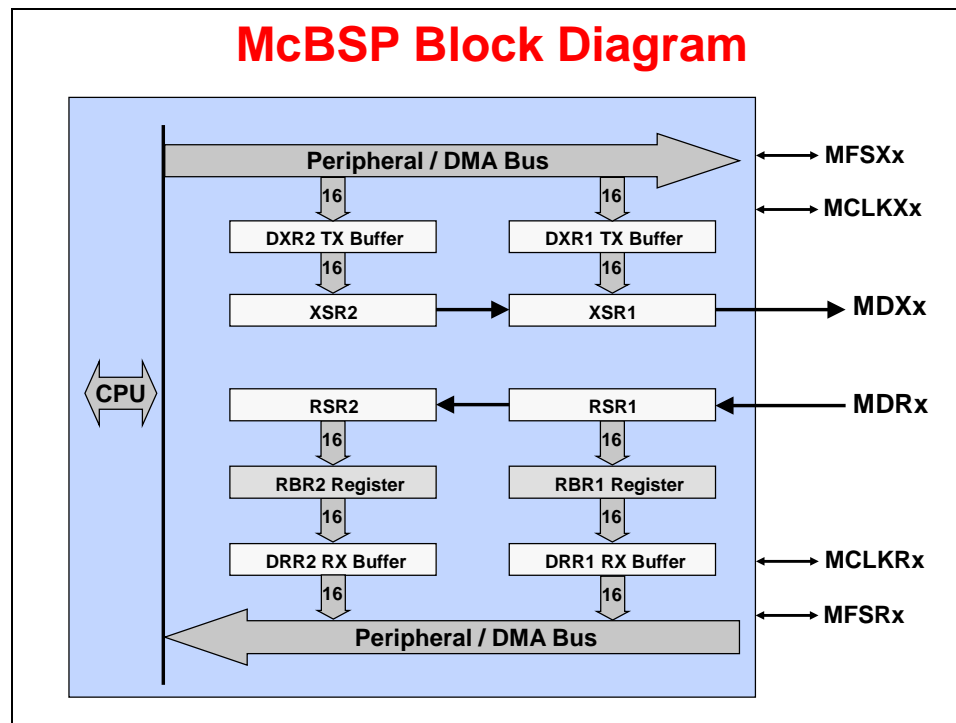 McBSP Block Diagram
Peripheral / DMA Bus
MFSXx
16
16
MCLKXx
DXR2 TX Buffer
DXR1 TX Buffer
16
16
XSR2
XSR1
MDXx
CPU
RSR2
RSR1
MDRx
16
16
RBR2 Register
RBR1 Register
16
16
DRR2 RX Buffer
DRR1 RX Buffer
MCLKRx
16
16
MFSRx
Peripheral / DMA Bus